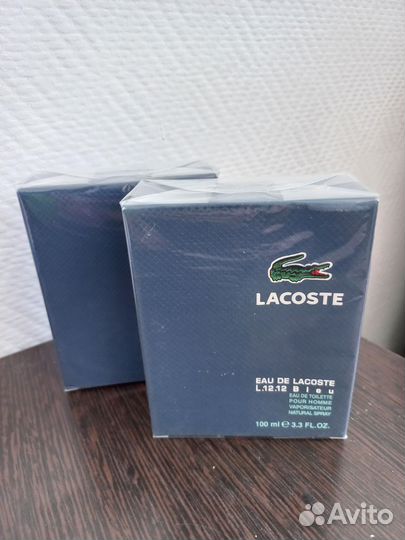 LACOSTE
EAU DE LACOSTE
L.12.12 Bleu
EAU DE TOILETTE
POUR HOMME
VAPORISATEUR
NATURAL SPRAY
100 ml ℮ 3.3 FL.OZ.
Avito